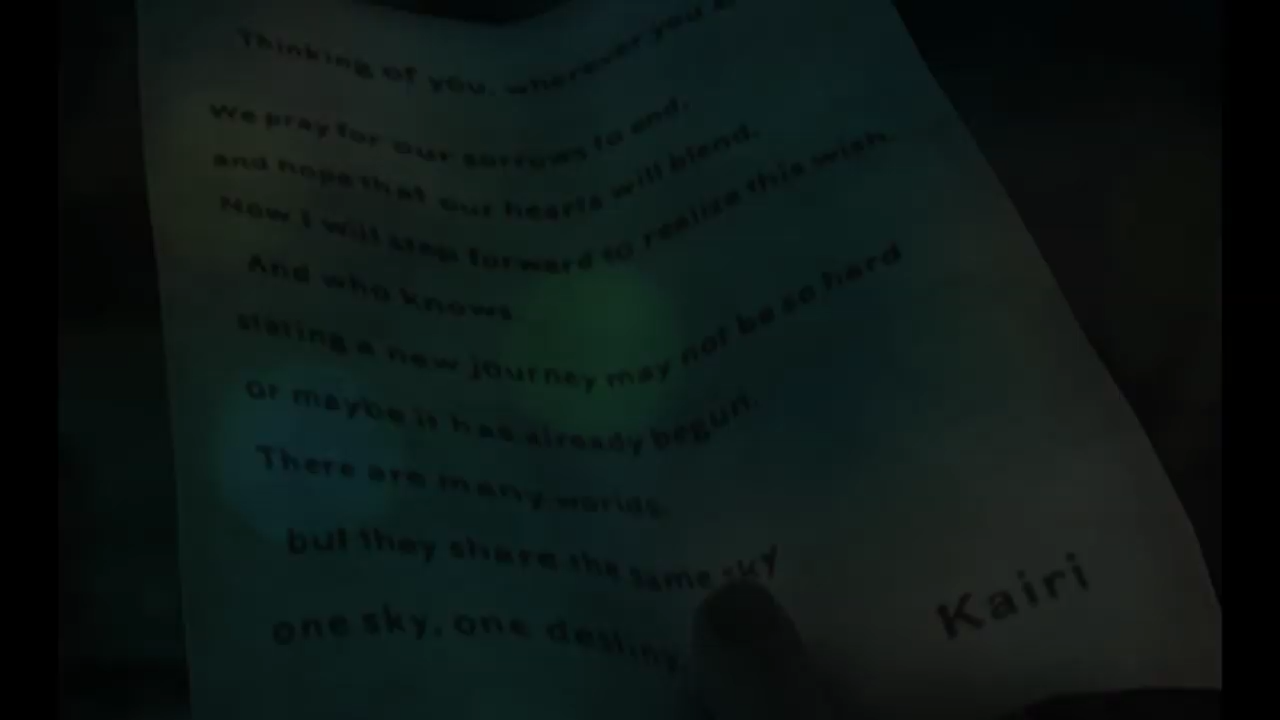 Thinking of you, wherever you
We pray for our sorrows to end,
and hope that our hearts will blend.
Now I will step forward to realize this wish.
And who knows
stating a new journey may not be so hard
or maybe it has already begun.
There are many worlds,
but they share the same sky
one sky, one destiny.
Kairi